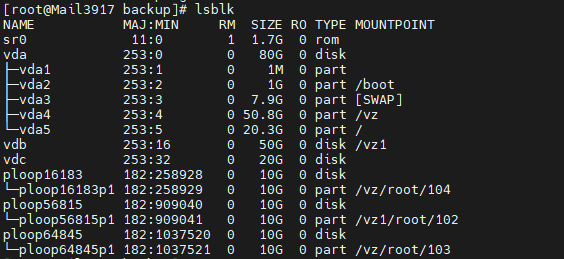 [root@Mail3917 backup]# lsblk
NAME MAJ:MIN RM SIZE RO TYPE MOUNTPOINT
sr0 11:0 1 1.7G 0 rom
vda 253:0 0 80G 0 disk
├─vda1 253:1 0 1M 0 part
├─vda2 253:2 0 1G 0 part /boot
├─vda3 253:3 0 7.9G 0 part [SWAP]
├─vda4 253:4 0 50.8G 0 part /vz
└─vda5 253:5 0 20.3G 0 part /
vdb 253:16 0 50G 0 disk /vz1
vdc 253:32 0 20G 0 disk
ploop16183 182:258928 0 10G 0 disk
└─ploop16183p1 182:258929 0 10G 0 part /vz/root/104
ploop56815 182:909040 0 10G 0 disk
└─ploop56815p1 182:909041 0 10G 0 part /vz1/root/102
ploop64845 182:1037520 0 10G 0 disk
└─ploop64845p1 182:1037521 0 10G 0 part /vz/root/103